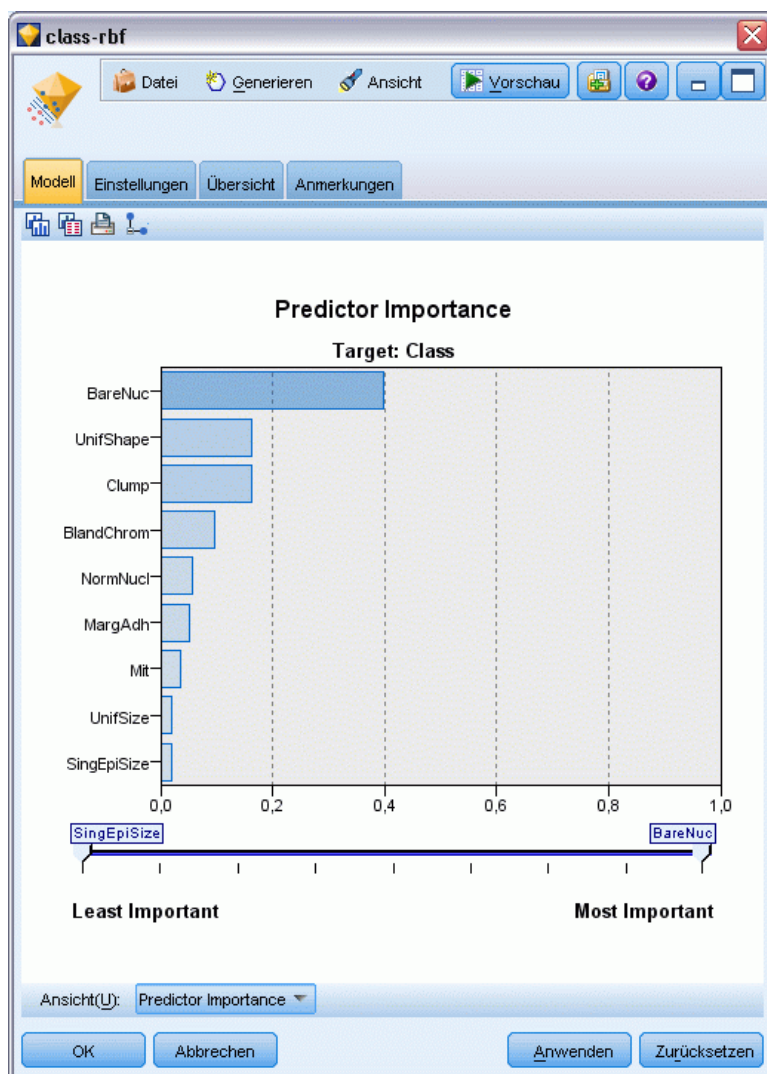 class-rbf
Datei Generieren Ansicht Vorschau
Modell Einstellungen Übersicht Anmerkungen
Predictor Importance
Target: Class
BareNuc
UnifShape
Clump
BlandChrom
NormNucl
MargAdh
Mit
UnifSize
SingEpiSize
0,0 0,2 0,4 0,6 0,8 1,0
SingEpiSize BareNuc
Least Important Most Important
Ansicht(U): Predictor Importance
OK Abbrechen Anwenden Zurücksetzen